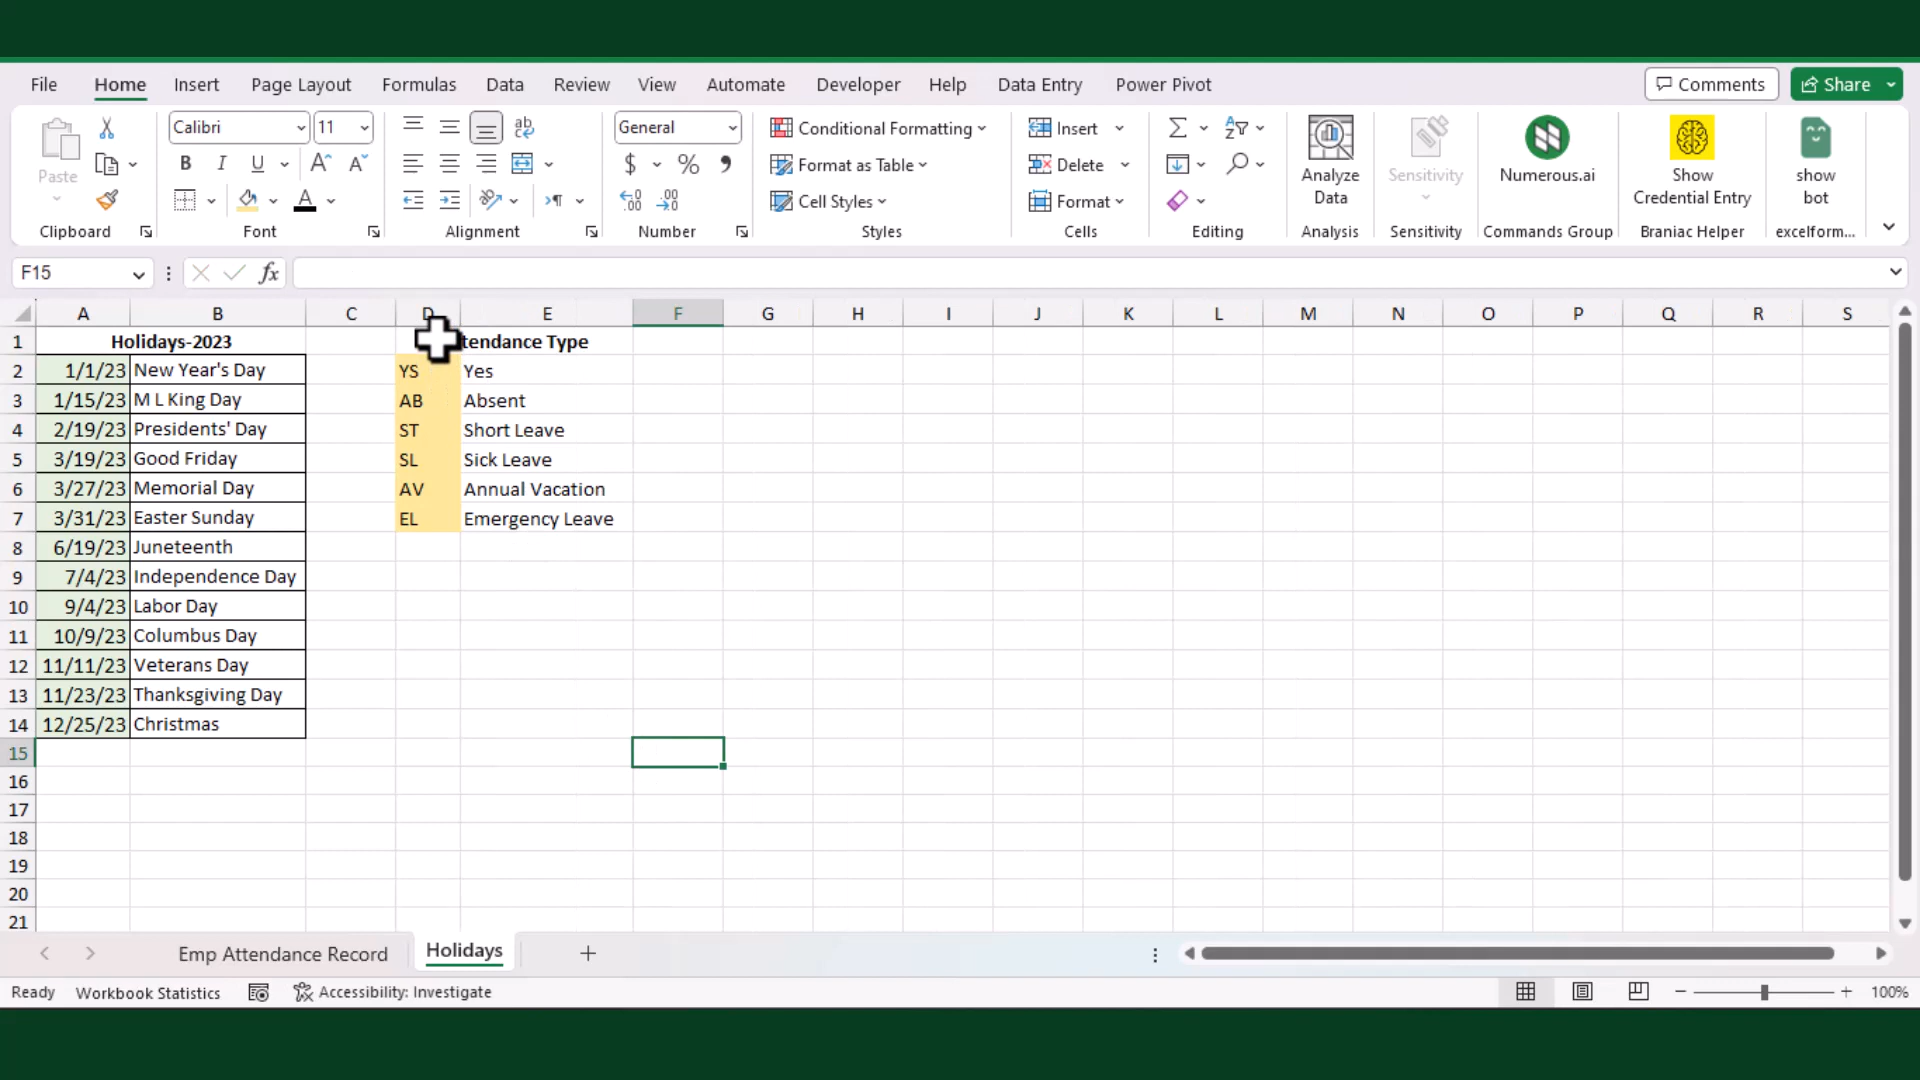 File Home Insert Page Layout Formulas Data Review View Automate Developer Help Data Entry Power Pivot Comments Share
Calibri 11 General Conditional Formatting Insert
Paste Format as Table Delete Analyze Data Sensitivity Numerous.ai Show Credential Entry show bot
B I U A A $ % Cell Styles Format
Clipboard Font Alignment Number Styles Cells Editing Analysis Sensitivity Commands Group Braniac Helper excelform...
F15 fx
A B C D E F G H I J K L M N O P Q R S
1 Holidays-2023 tendance Type
2 1/1/23 New Year's Day YS Yes
3 1/15/23 M L King Day AB Absent
4 2/19/23 Presidents' Day ST Short Leave
5 3/19/23 Good Friday SL Sick Leave
6 3/27/23 Memorial Day AV Annual Vacation
7 3/31/23 Easter Sunday EL Emergency Leave
8 6/19/23 Juneteenth
9 7/4/23 Independence Day
10 9/4/23 Labor Day
11 10/9/23 Columbus Day
12 11/11/23 Veterans Day
13 11/23/23 Thanksgiving Day
14 12/25/23 Christmas
15
16
17
18
19
20
21
Emp Attendance Record Holidays
Ready Workbook Statistics Accessibility: Investigate 100%